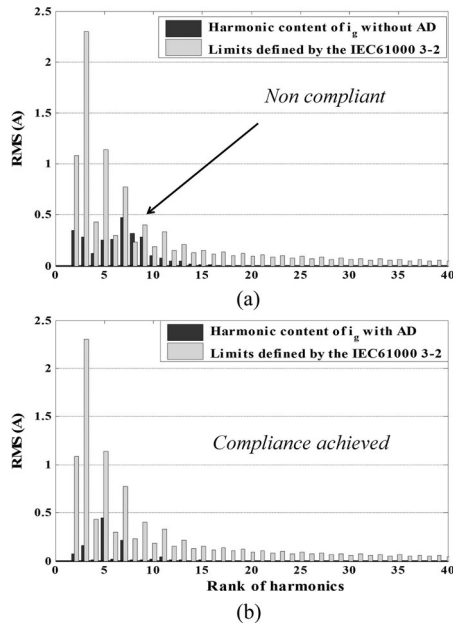 (a)
2.5
2
1.5
1
0.5
0
RMS (A)
Harmonic content of ig without AD
Limits defined by the IEC61000 3-2
Non compliant
0 5 10 15 20 25 30 35 40
(a)
2.5
2
1.5
1
0.5
0
RMS (A)
Harmonic content of ig with AD
Limits defined by the IEC61000 3-2
Compliance achieved
0 5 10 15 20 25 30 35 40
Rank of harmonics
(b)